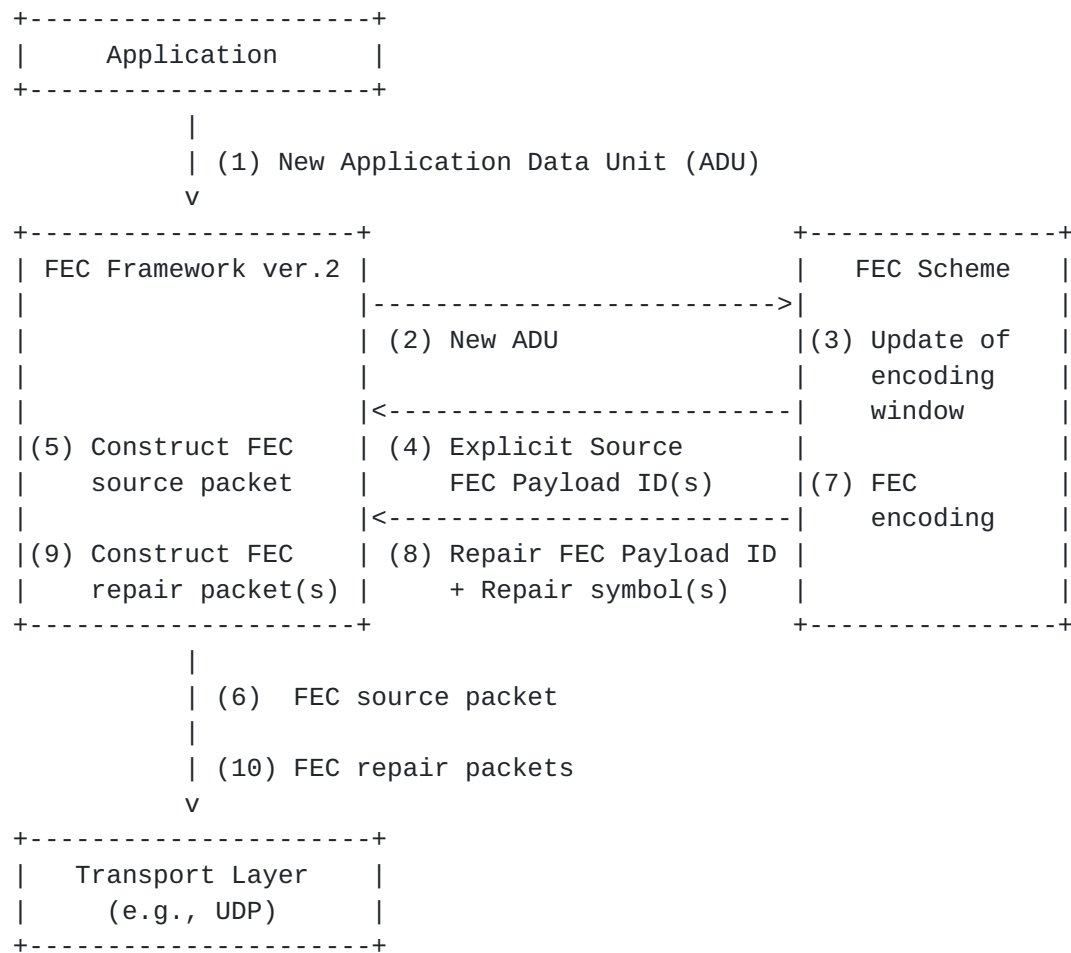 +----------------------+
|     Application      |
+----------------------+
           |
           | (1) New Application Data Unit (ADU)
           v
+---------------------+                           +----------------+
| FEC Framework ver.2 |                           |   FEC Scheme   |
|                     |-------------------------->|                |
|                     | (2) New ADU               |(3) Update of   |
|                     |                           |    encoding    |
|                     |<--------------------------|    window      |
|(5) Construct FEC    | (4) Explicit Source       |                |
|    source packet    |     FEC Payload ID(s)     |(7) FEC         |
|                     |<--------------------------|    encoding    |
|(9) Construct FEC    | (8) Repair FEC Payload ID |                |
|    repair packet(s) |     + Repair symbol(s)    |                |
+---------------------+                           +----------------+
           |
           | (6)  FEC source packet
           |
           | (10) FEC repair packets
           v
+----------------------+
|   Transport Layer    |
|     (e.g., UDP)      |
+----------------------+